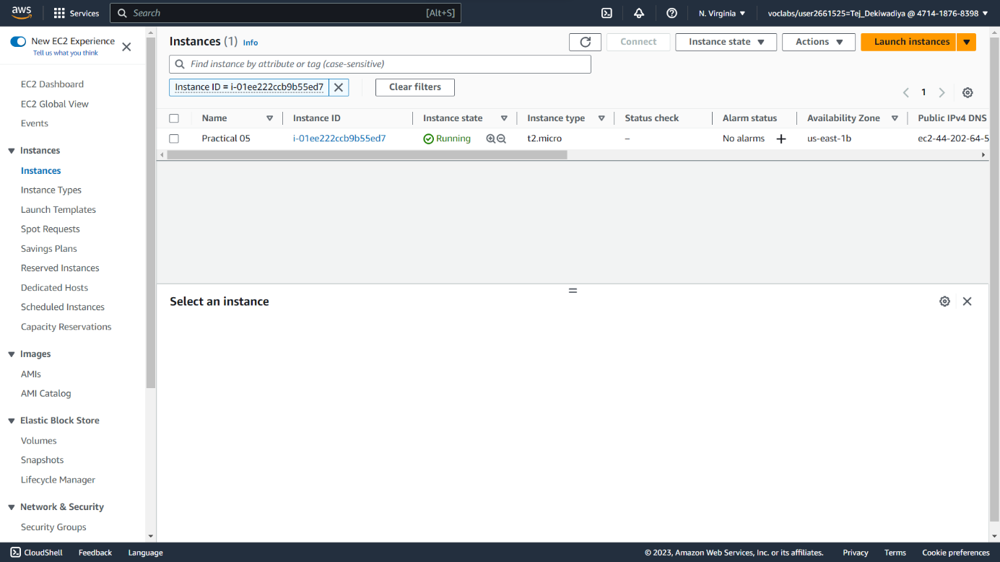 aws
Services
Search
[Alt+S]
N. Virginia
voclabs/user2661525=Tej_Dekiwadiya @ 4714-1876-8398
New EC2 Experience
Tell us what you think
EC2 Dashboard
EC2 Global View
Events
Instances
Instances
Instance Types
Launch Templates
Spot Requests
Savings Plans
Reserved Instances
Dedicated Hosts
Scheduled Instances
Capacity Reservations
Images
AMIs
AMI Catalog
Elastic Block Store
Volumes
Snapshots
Lifecycle Manager
Network & Security
Security Groups
Instances (1) Info
Connect
Instance state
Actions
Launch instances
Find instance by attribute or tag (case-sensitive)
Instance ID = i-01ee222ccb9b55ed7
Clear filters
1
Name Instance ID Instance state Instance type Status check Alarm status Availability Zone Public IPv4 DNS
Practical 05 i-01ee222ccb9b55ed7 Running t2.micro – No alarms + us-east-1b ec2-44-202-64-5
Select an instance
CloudShell Feedback Language © 2023, Amazon Web Services, Inc. or its affiliates. Privacy Terms Cookie preferences